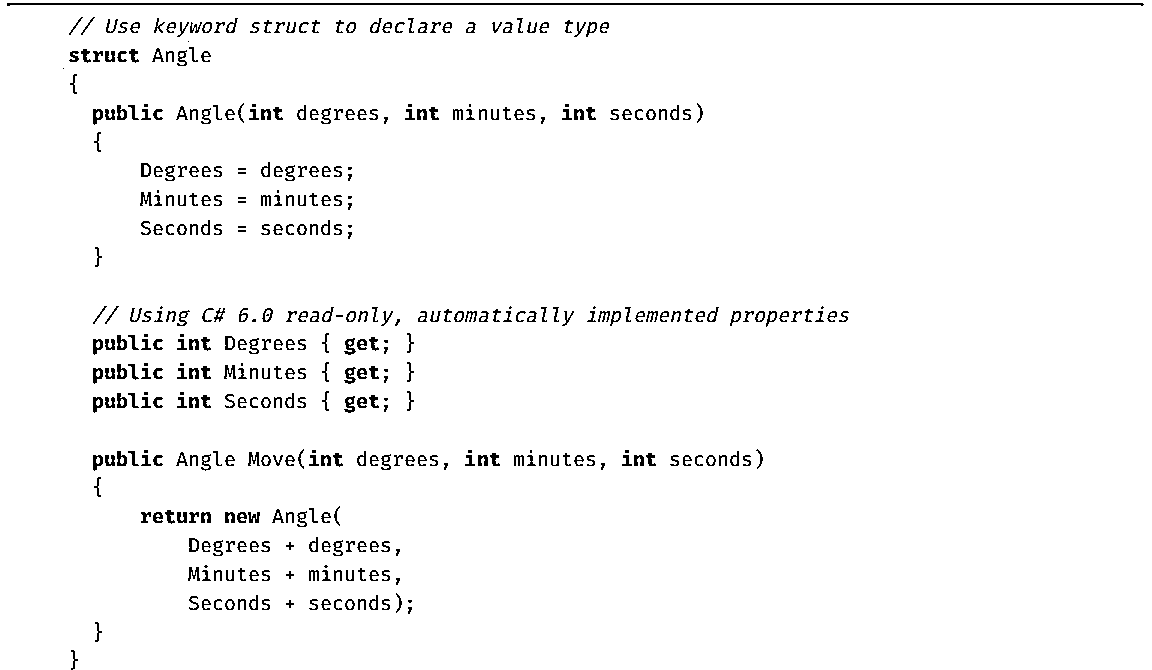 // Use keyword struct to declare a value type
struct Angle
{
  public Angle(int degrees, int minutes, int seconds)
  {
      Degrees = degrees;
      Minutes = minutes;
      Seconds = seconds;
  }

  // Using C# 6.0 read-only, automatically implemented properties
  public int Degrees { get; }
  public int Minutes { get; }
  public int Seconds { get; }

  public Angle Move(int degrees, int minutes, int seconds)
  {
      return new Angle(
          Degrees + degrees,
          Minutes + minutes,
          Seconds + seconds);
  }
}